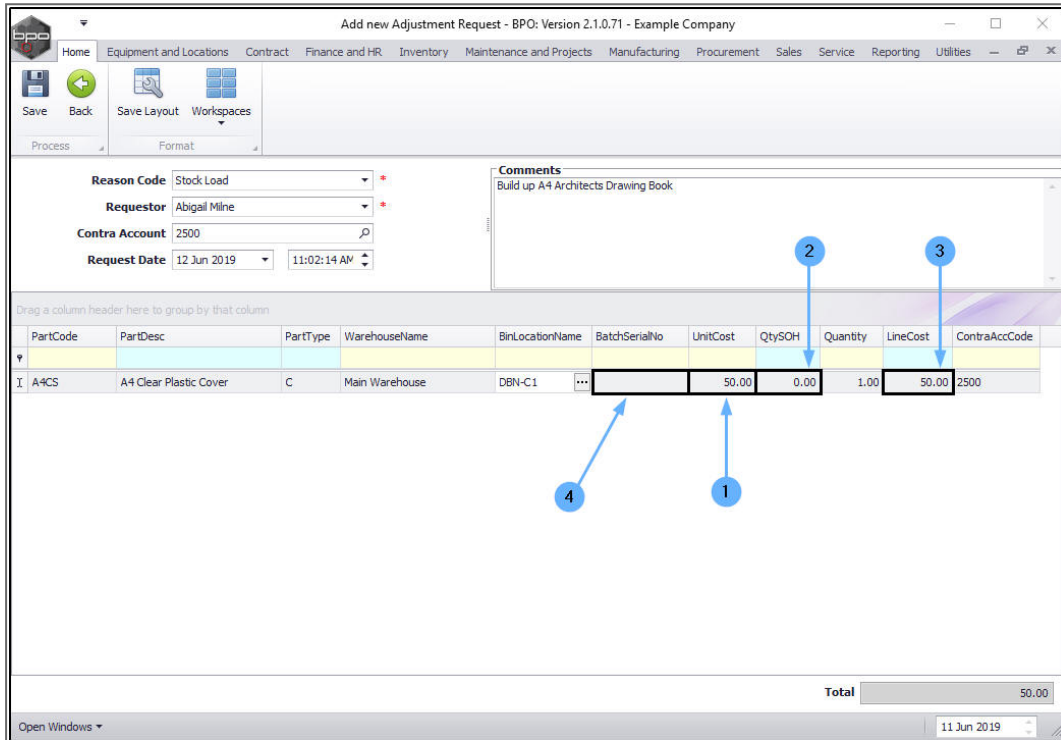 bpo
Add new Adjustment Request - BPO: Version 2.1.0.71 - Example Company
Home Equipment and Locations Contract Finance and HR Inventory Maintenance and Projects Manufacturing Procurement Sales Service Reporting Utilities
Save Back Save Layout Workspaces
Process Format
Reason Code Stock Load *
Requestor Abigail Milne *
Contra Account 2500
Request Date 12 Jun 2019 11:02:14 AM
Comments
Build up A4 Architects Drawing Book
2 3
Drag a column header here to group by that column
PartCode PartDesc PartType WarehouseName BinLocationName BatchSerialNo UnitCost QtySOH Quantity LineCost ContraAccCode
A4CS A4 Clear Plastic Cover C Main Warehouse DBN-C1 ... 50.00 0.00 1.00 50.00 2500
4 1
Total 50.00
Open Windows 11 Jun 2019